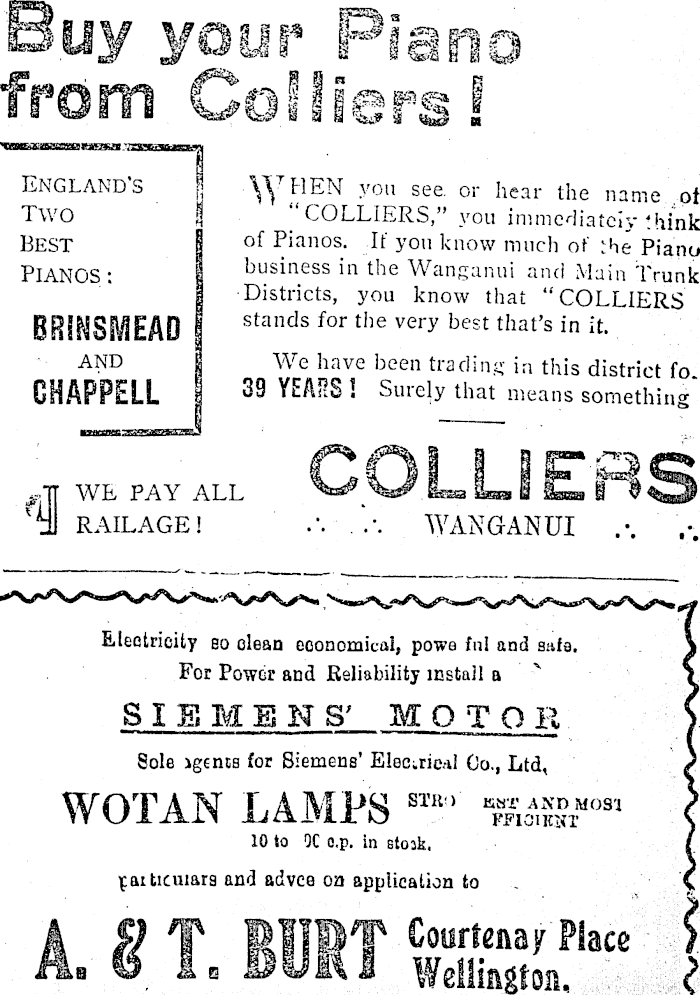 Buy your Piano
from Colliers!
ENGLAND'S
TWO
BEST
PIANOS:
BRINSMEAD
AND
CHAPPELL
WE PAY ALL
RAILAGE!
WHEN you see or hear the name of
"COLLIERS," you immediately think
of Pianos. If you know much of the Piano
business in the Wanganui and Main Trunk
Districts, you know that "COLLIERS
stands for the very best that's in it.
We have been trading in this district fo.
39 YEARS! Surely that means something
COLLIERS
WANGANUI
Electricity so clean economical, powe ful and safe.
For Power and Reliability install a
SIEMENS' MOTOR
Sole agents for Siemens' Electrical Co., Ltd,
WOTAN LAMPS STRO EST AND MOST
FFICIENT
10 to c.p. in stock.
particulars and advce on application to
A. & T. BURT Courtenay Place
Wellington.